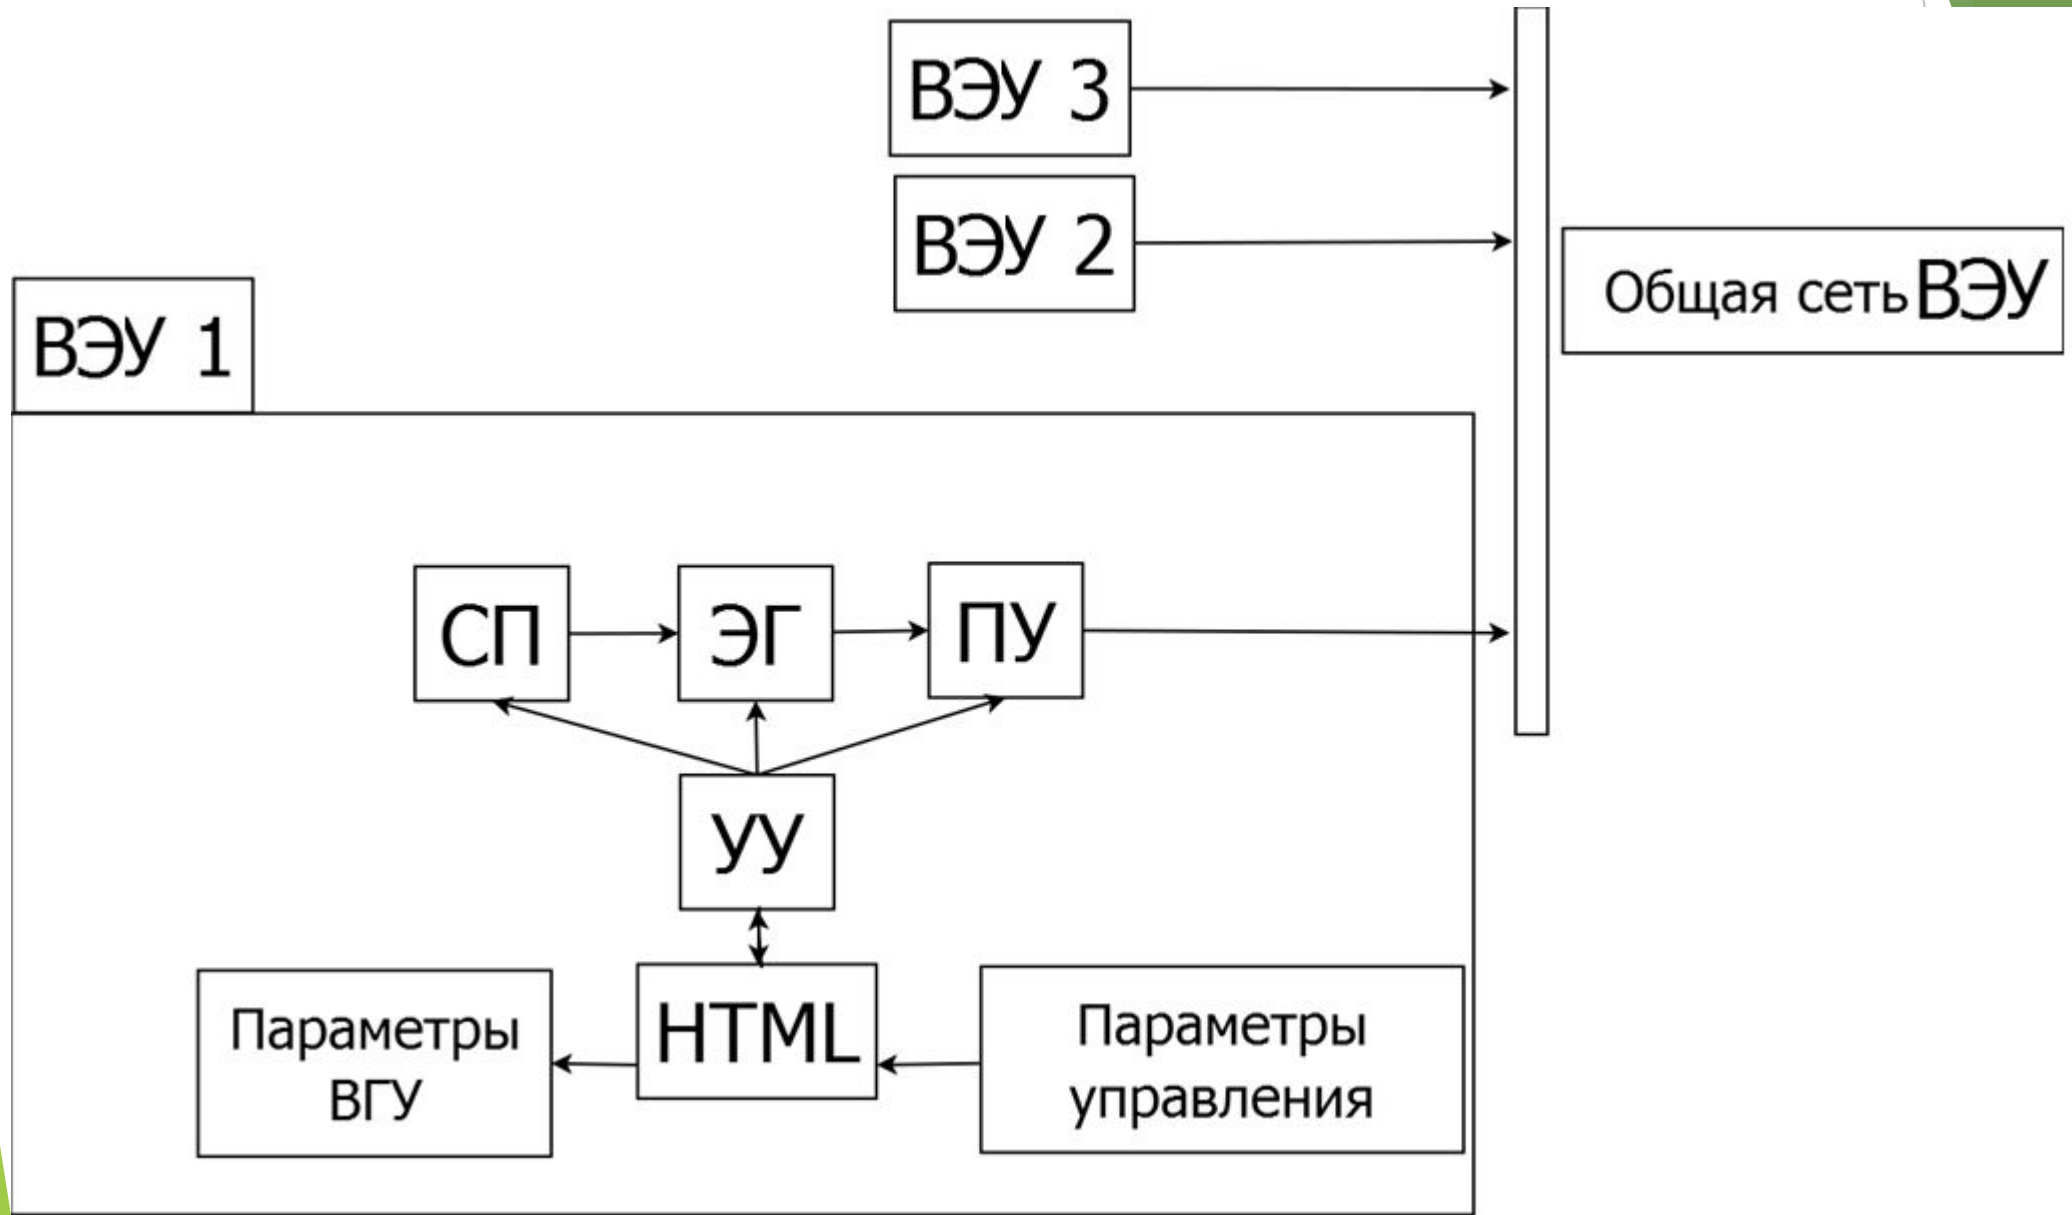 ВЭУ 3
ВЭУ 2
Общая сеть ВЭУ
ВЭУ 1
СП
ЭГ
ПУ
УУ
Параметры
ВГУ
HTML
Параметры
управления